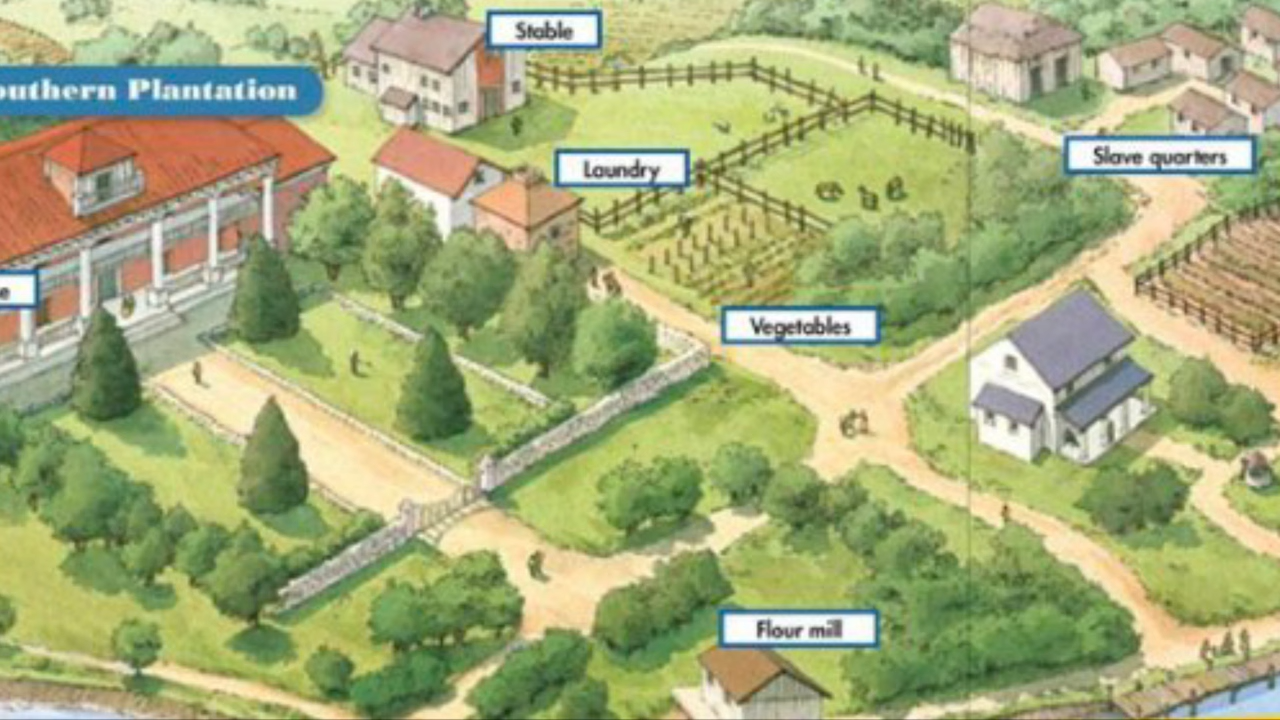 Stable
outhern Plantation
Laundry
Slave quarters
e
Vegetables
Flour mill